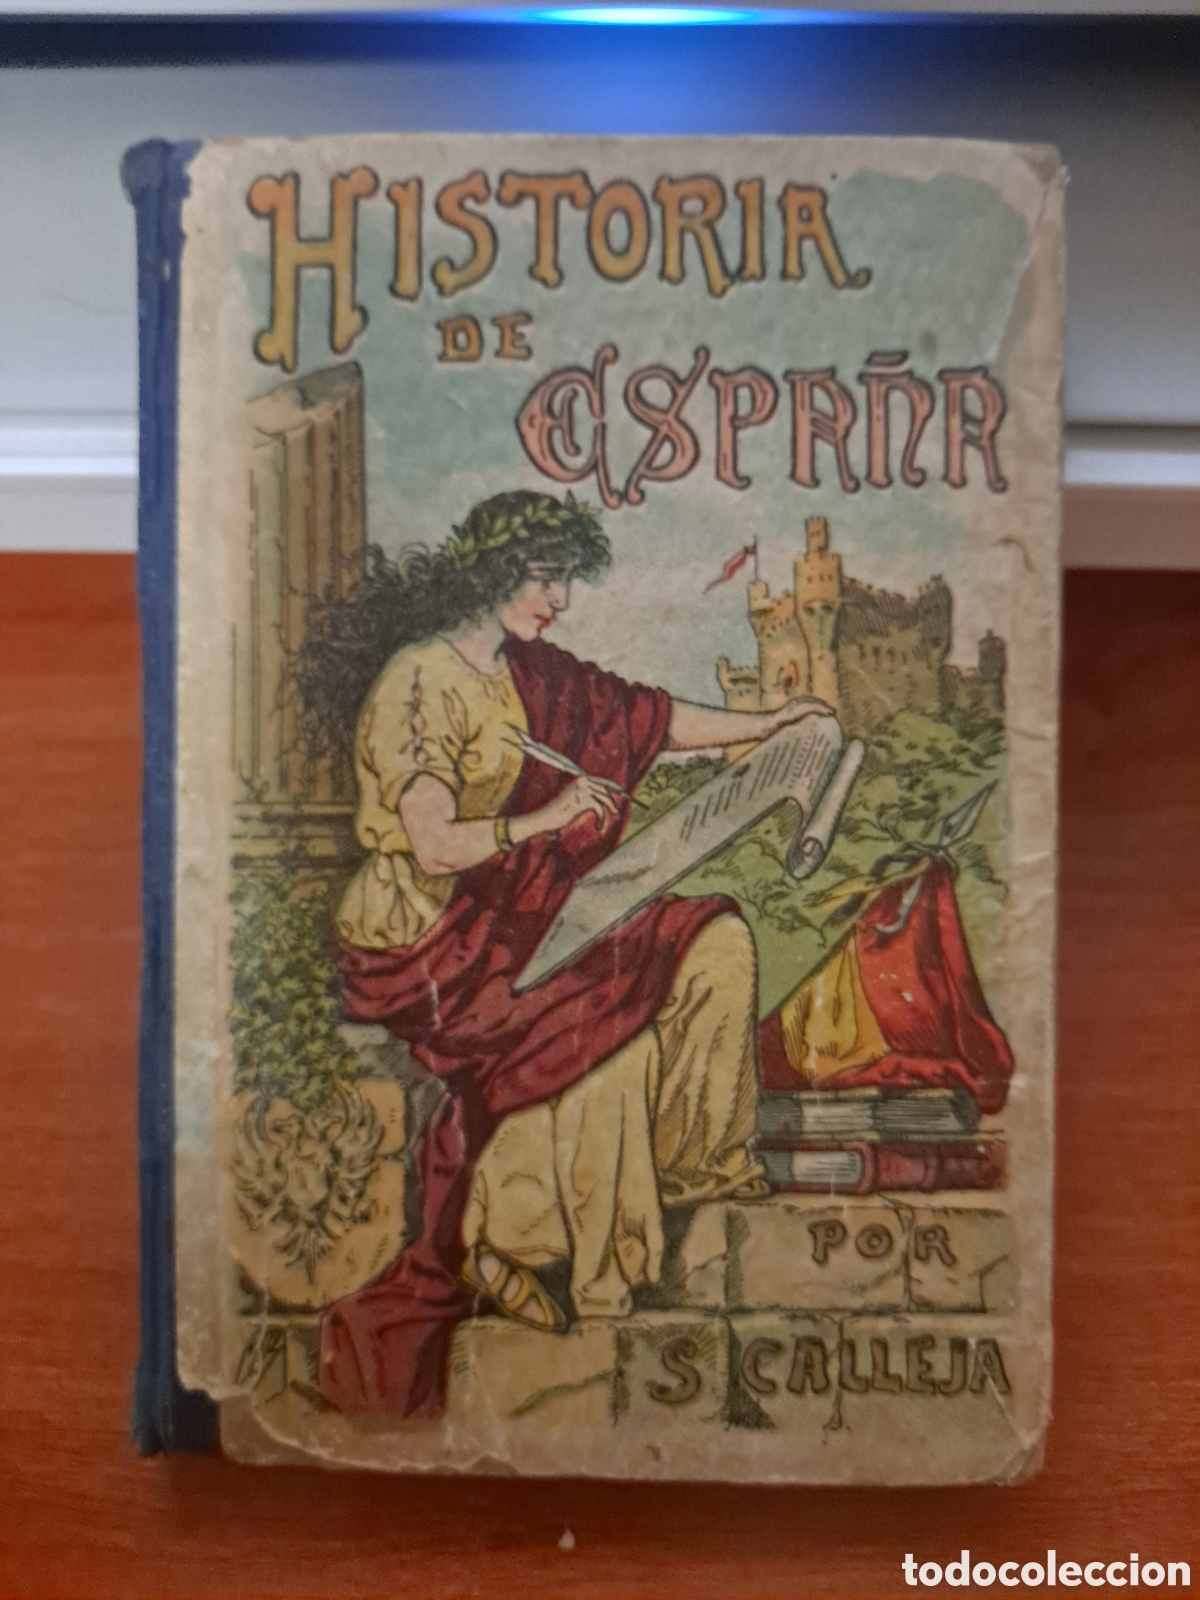 HISTORIA
DE
ESPAÑA
POR
S CALLEJA
todocoleccion